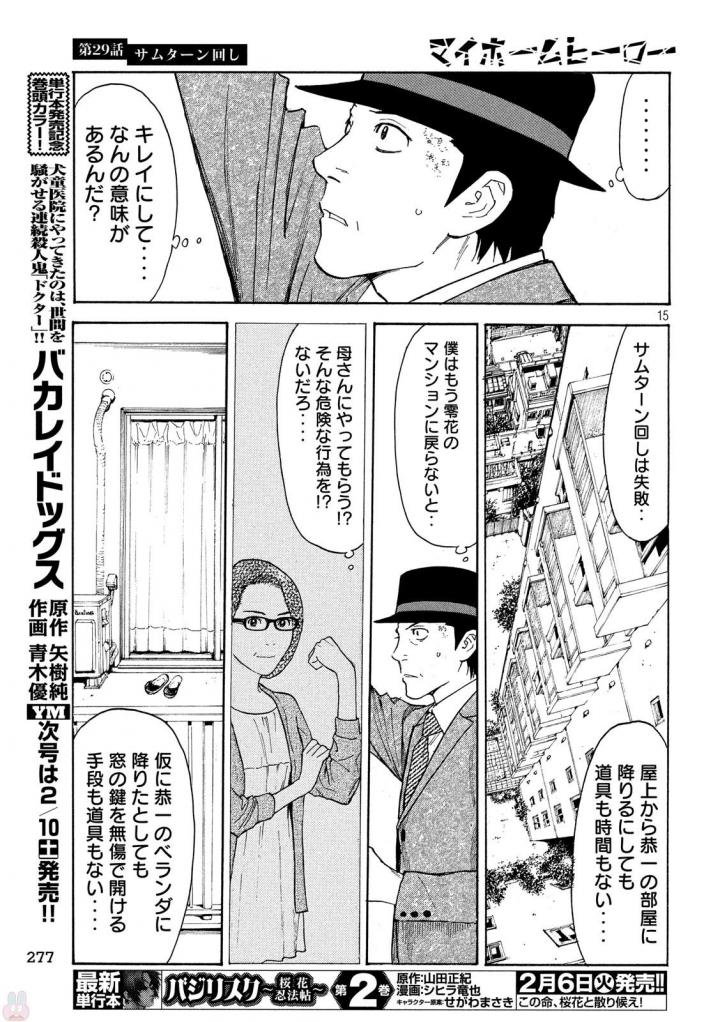 第29話
サムターン回し
マイホームヒーロー
‥‥‥‥
キレイにして‥‥
なんの意味が
あるんだ?
15
サムターン回しは失敗‥
屋上から恭一の部屋に
降りるにしても
道具も時間もない‥‥
僕はもう零花の
マンションに戻らないと‥
母さんにやってもらう!?
そんな危険な行為を!?
ないだろ‥‥
仮に恭一のベランダに
降りたとしても
窓の鍵を無傷で開ける
手段も道具もない‥‥
単行本発売記念
巻頭カラー!
犬童医院にやってきたのは、世間を
騒がせる連続殺人鬼「ドクター」!!
バカレイドッグス
原作 矢樹純
作画 青木優
YM次号は2/10土発売!!
277
最新
単行本
バジリスク
〜桜花
忍法帖〜
第2巻
原作:山田正紀
漫画:シヒラ竜也
キャラクター原案:せがわまさき
2月6日火発売!!
この命、桜花と散り候え!